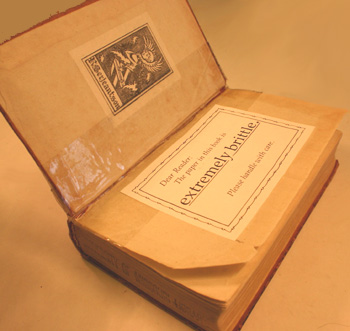 Dear Reader:
The paper in this book is
extremely brittle.
Please handle with care.